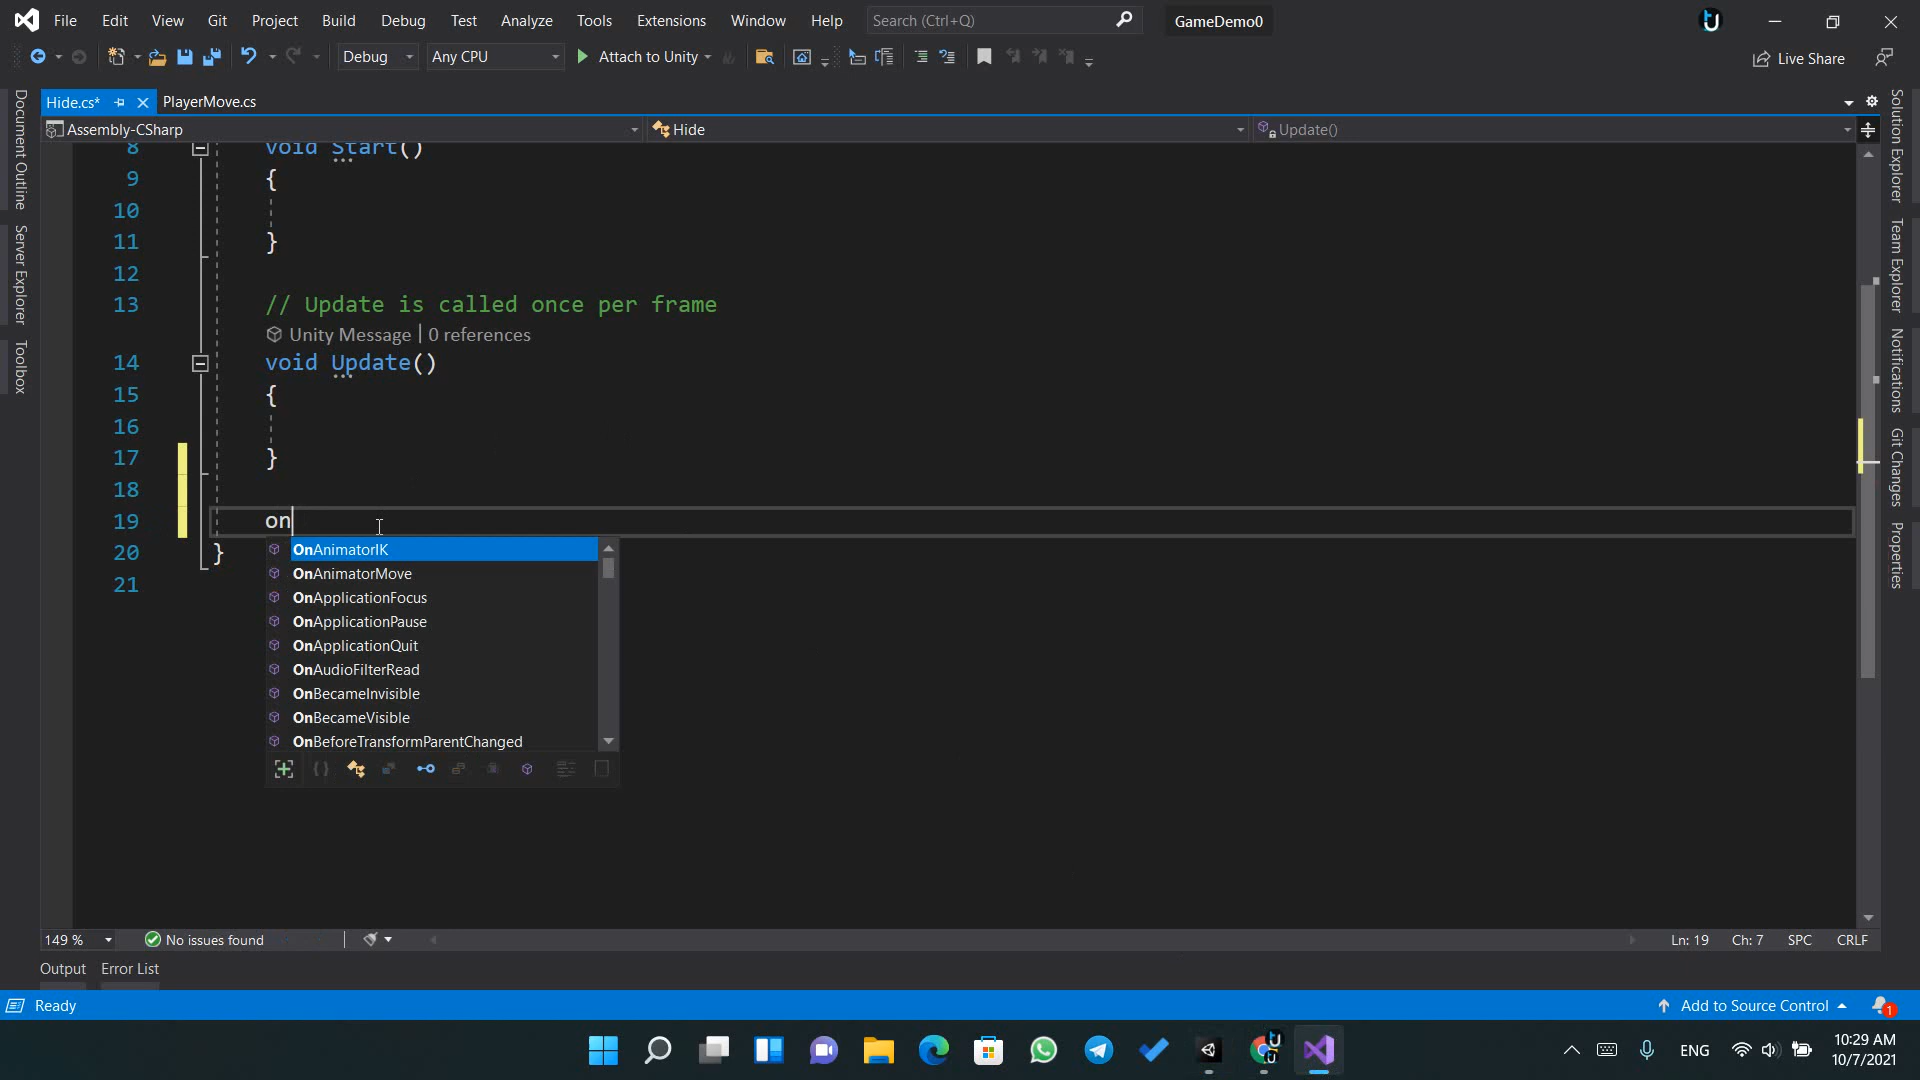 File Edit View Git Project Build Debug Test Analyze Tools Extensions Window Help Search (Ctrl+Q) GameDemo0
Debug Any CPU Attach to Unity Live Share
Hide.cs* PlayerMove.cs
Assembly-CSharp Hide Update()
8 void Start()
9 {
10
11 }
12
13 // Update is called once per frame
Unity Message | 0 references
14 void Update()
15 {
16
17 }
18
19 on
20 }
21
OnAnimatorIK
OnAnimatorMove
OnApplicationFocus
OnApplicationPause
OnApplicationQuit
OnAudioFilterRead
OnBecameInvisible
OnBecameVisible
OnBeforeTransformParentChanged
Document Outline
Server Explorer
Toolbox
Solution Explorer
Team Explorer
Notifications
Git Changes
Properties
149 % No issues found Ln: 19 Ch: 7 SPC CRLF
Output Error List
Ready Add to Source Control 1
ENG 10:29 AM
10/7/2021